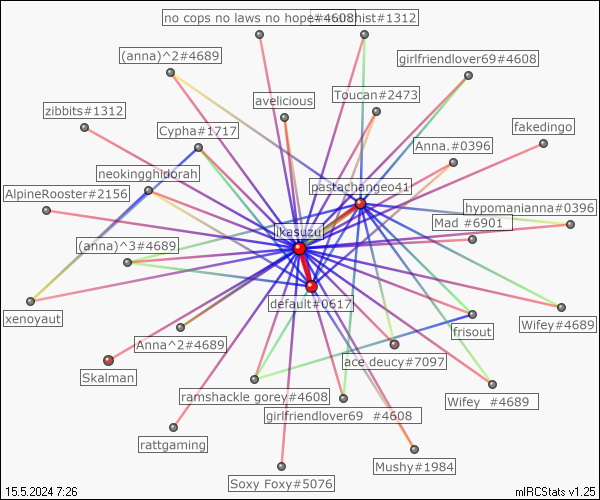 no cops no laws no hope#4608
hist#1312
(anna)^2#4689
girlfriendlover69#4608
avelicious
Toucan#2473
zibbits#1312
Cypha#1717
Anna.#0396
fakedingo
neokingghidorah
pastachangeo41
AlpineRooster#2156
hypomanianna#0396
Mad #6901
ikasuzu
(anna)^3#4689
default#0617
xenoyaut
frisout
Wifey#4689
Anna^2#4689
ace deucy#7097
Skalman
ramshackle gorey#4608
Wifey #4689
girlfriendlover69 #4608
rattgaming
Mushy#1984
Soxy Foxy#5076
15.5.2024 7:26
mIRCStats v1.25